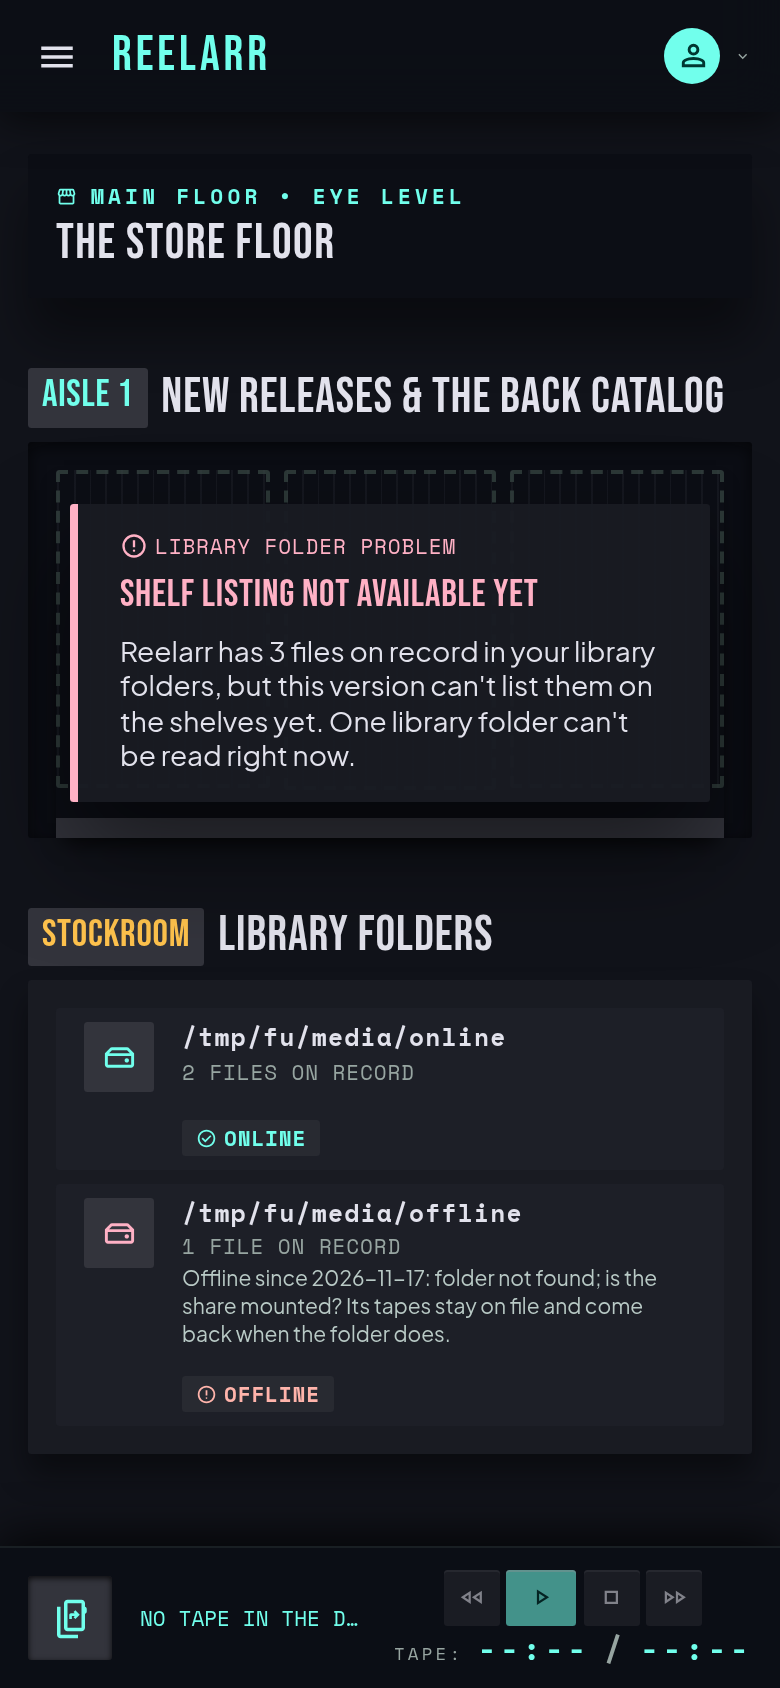 REELARR
MAIN FLOOR • EYE LEVEL
THE STORE FLOOR
AISLE 1 NEW RELEASES & THE BACK CATALOG
LIBRARY FOLDER PROBLEM
SHELF LISTING NOT AVAILABLE YET
Reelarr has 3 files on record in your library
folders, but this version can't list them on
the shelves yet. One library folder can't
be read right now.
STOCKROOM LIBRARY FOLDERS
/tmp/fu/media/online
2 FILES ON RECORD
ONLINE
/tmp/fu/media/offline
1 FILE ON RECORD
Offline since 2026-11-17: folder not found; is the
share mounted? Its tapes stay on file and come
back when the folder does.
OFFLINE
NO TAPE IN THE D…
TAPE: --:-- / --:--